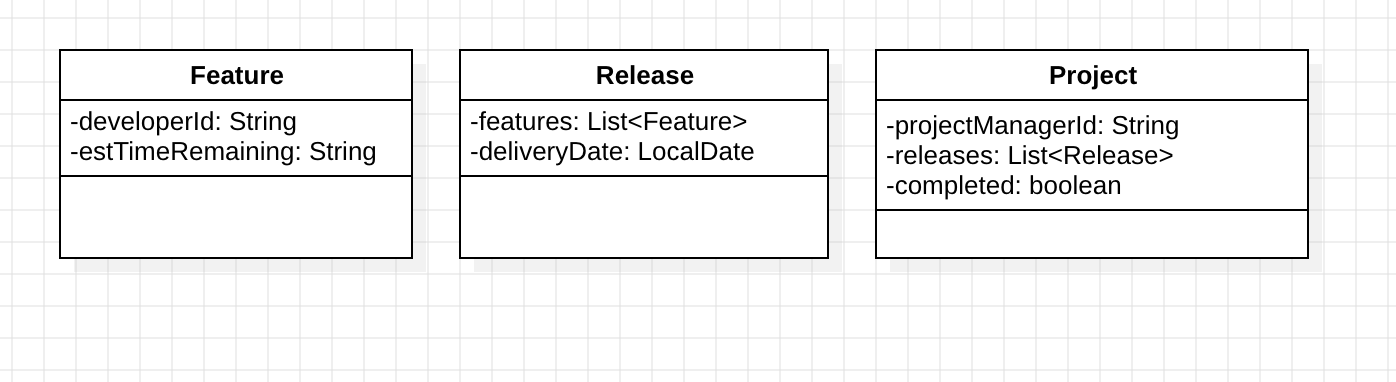 Feature
-developerId: String
-estTimeRemaining: String
Release
-features: List<Feature>
-deliveryDate: LocalDate
Project
-projectManagerId: String
-releases: List<Release>
-completed: boolean